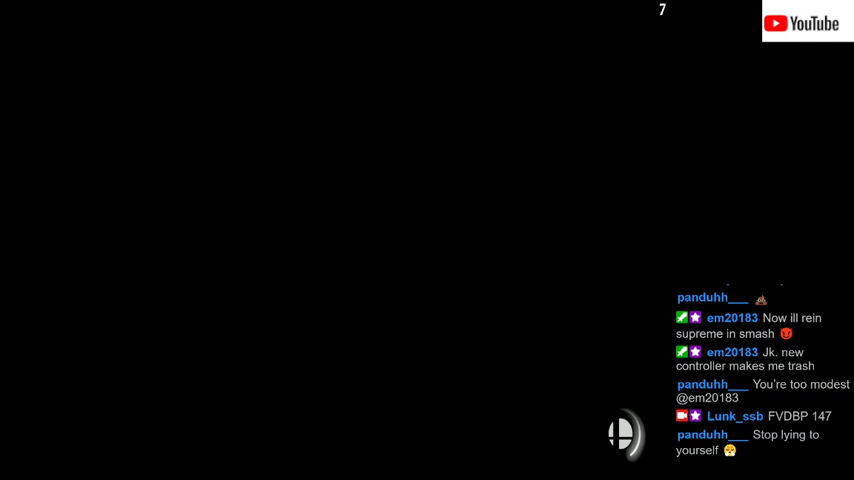 7
YouTube
panduhh___
em20183 Now ill rein
supreme in smash
em20183 Jk. new
controller makes me trash
panduhh___ You're too modest
@em20183
Lunk_ssb FVDBP 147
panduhh___ Stop lying to
yourself